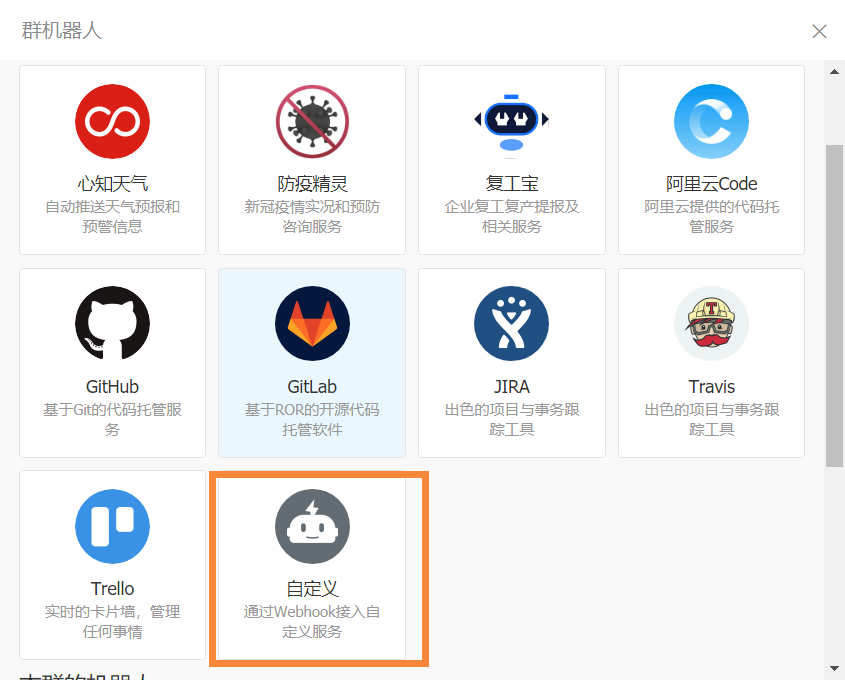 群机器人
心知天气
自动推送天气预报和
预警信息
防疫精灵
新冠疫情实况和预防
咨询服务
复工宝
企业复工复产提报及
相关服务
阿里云Code
阿里云提供的代码托
管服务
GitHub
基于Git的代码托管服
务
GitLab
基于ROR的开源代码
托管软件
JIRA
出色的项目与事务跟
踪工具
Travis
出色的项目与事务跟
踪工具
Trello
实时的卡片墙，管理
任何事情
自定义
通过Webhook接入自
定义服务
本群的机器人